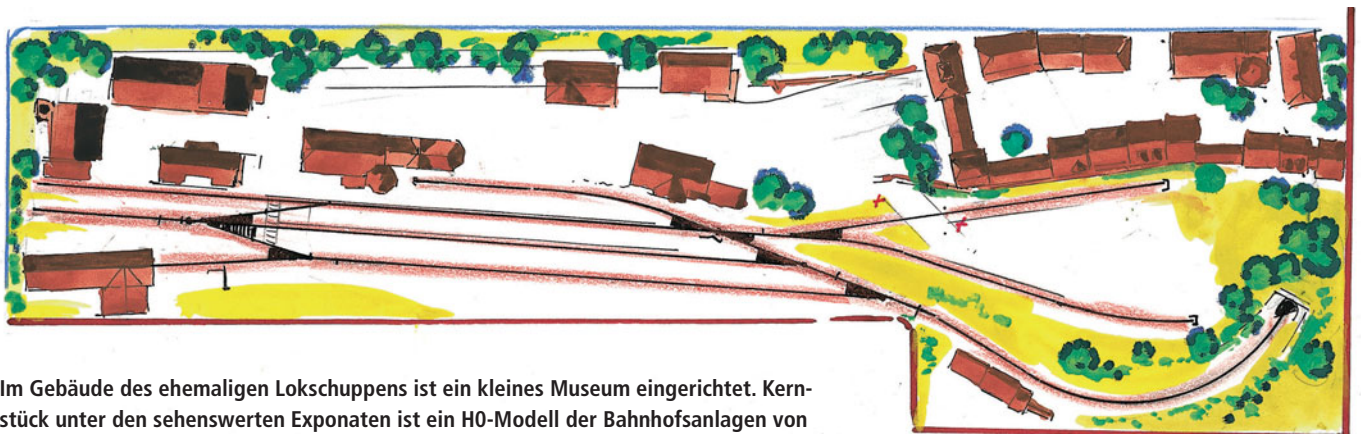 Im Gebäude des ehemaligen Lokschuppens ist ein kleines Museum eingerichtet. Kern-
stück unter den sehenswerten Exponaten ist ein H0-Modell der Bahnhofsanlagen von